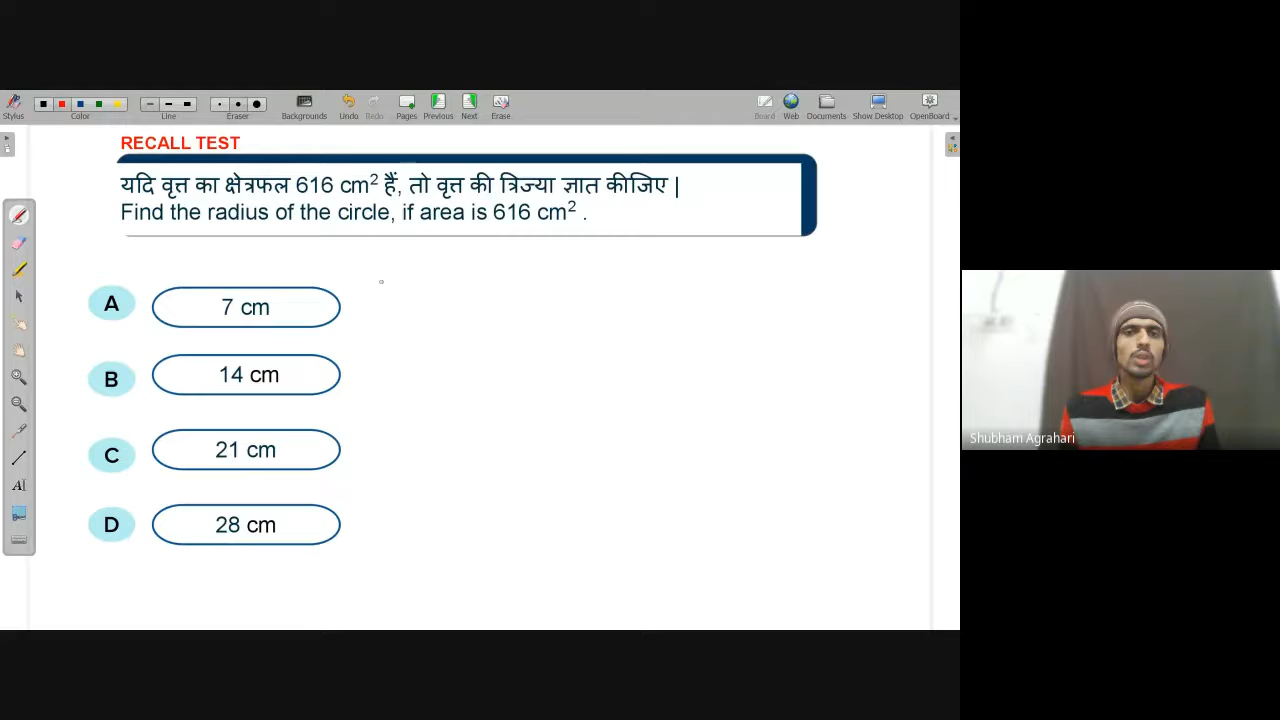 Stylus
Color
Line
Eraser
Backgrounds
Undo
Redo
Pages
Previous
Next
Erase
Board
Web
Documents
Show Desktop
OpenBoard
RECALL TEST
यदि वृत्त का क्षेत्रफल 616 cm² हैं, तो वृत्त की त्रिज्या ज्ञात कीजिए |
Find the radius of the circle, if area is 616 cm² .
A 7 cm
B 14 cm
C 21 cm
D 28 cm
Shubham Agrahari